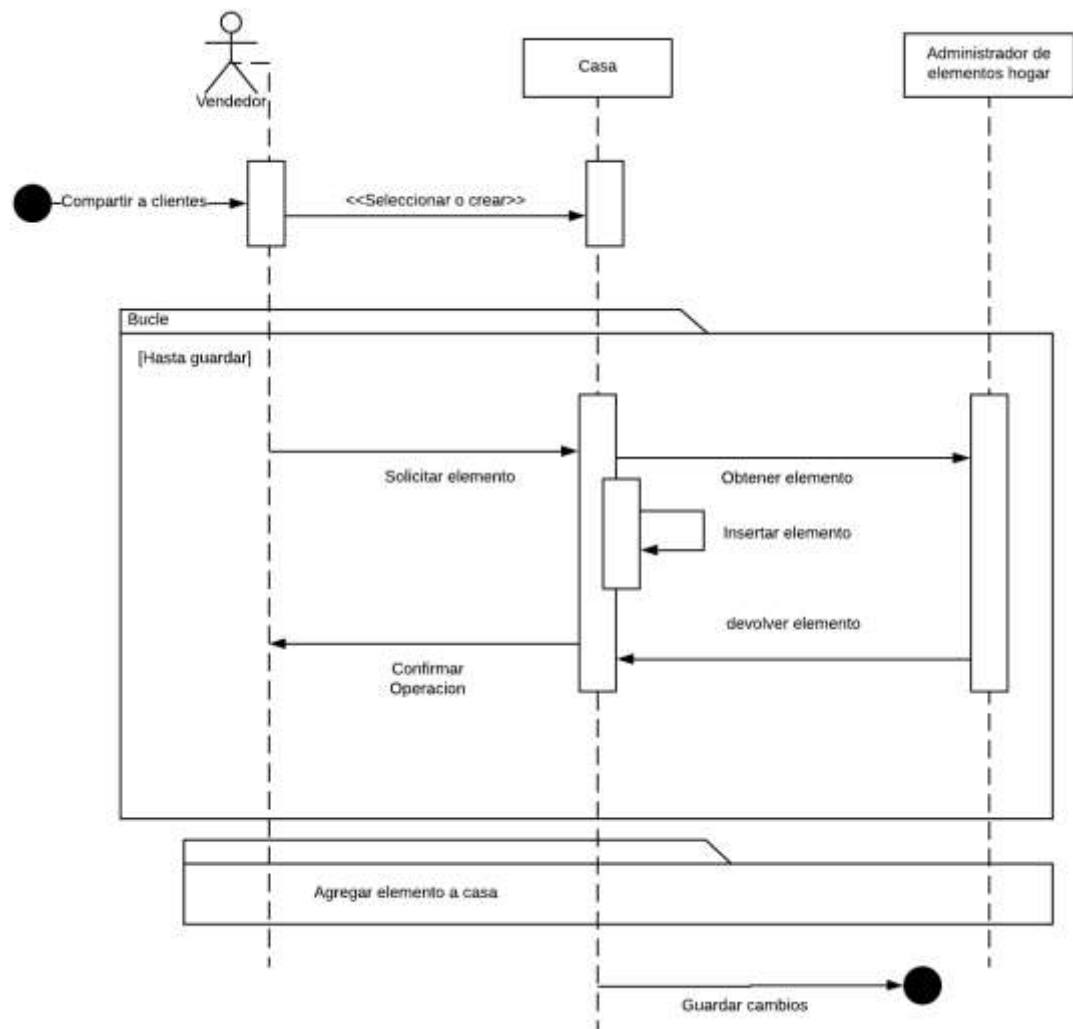 Vendedor
Casa
Administrador de
elementos hogar
Compartir a clientes
<<Seleccionar o crear>>
Bucle
[Hasta guardar]
Solicitar elemento
Obtener elemento
Insertar elemento
devolver elemento
Confirmar
Operacion
Agregar elemento a casa
Guardar cambios